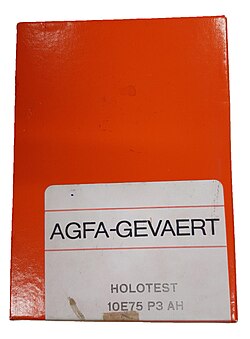 AGFA-GEVAERT
HOLOTEST
10E75 P3 AH